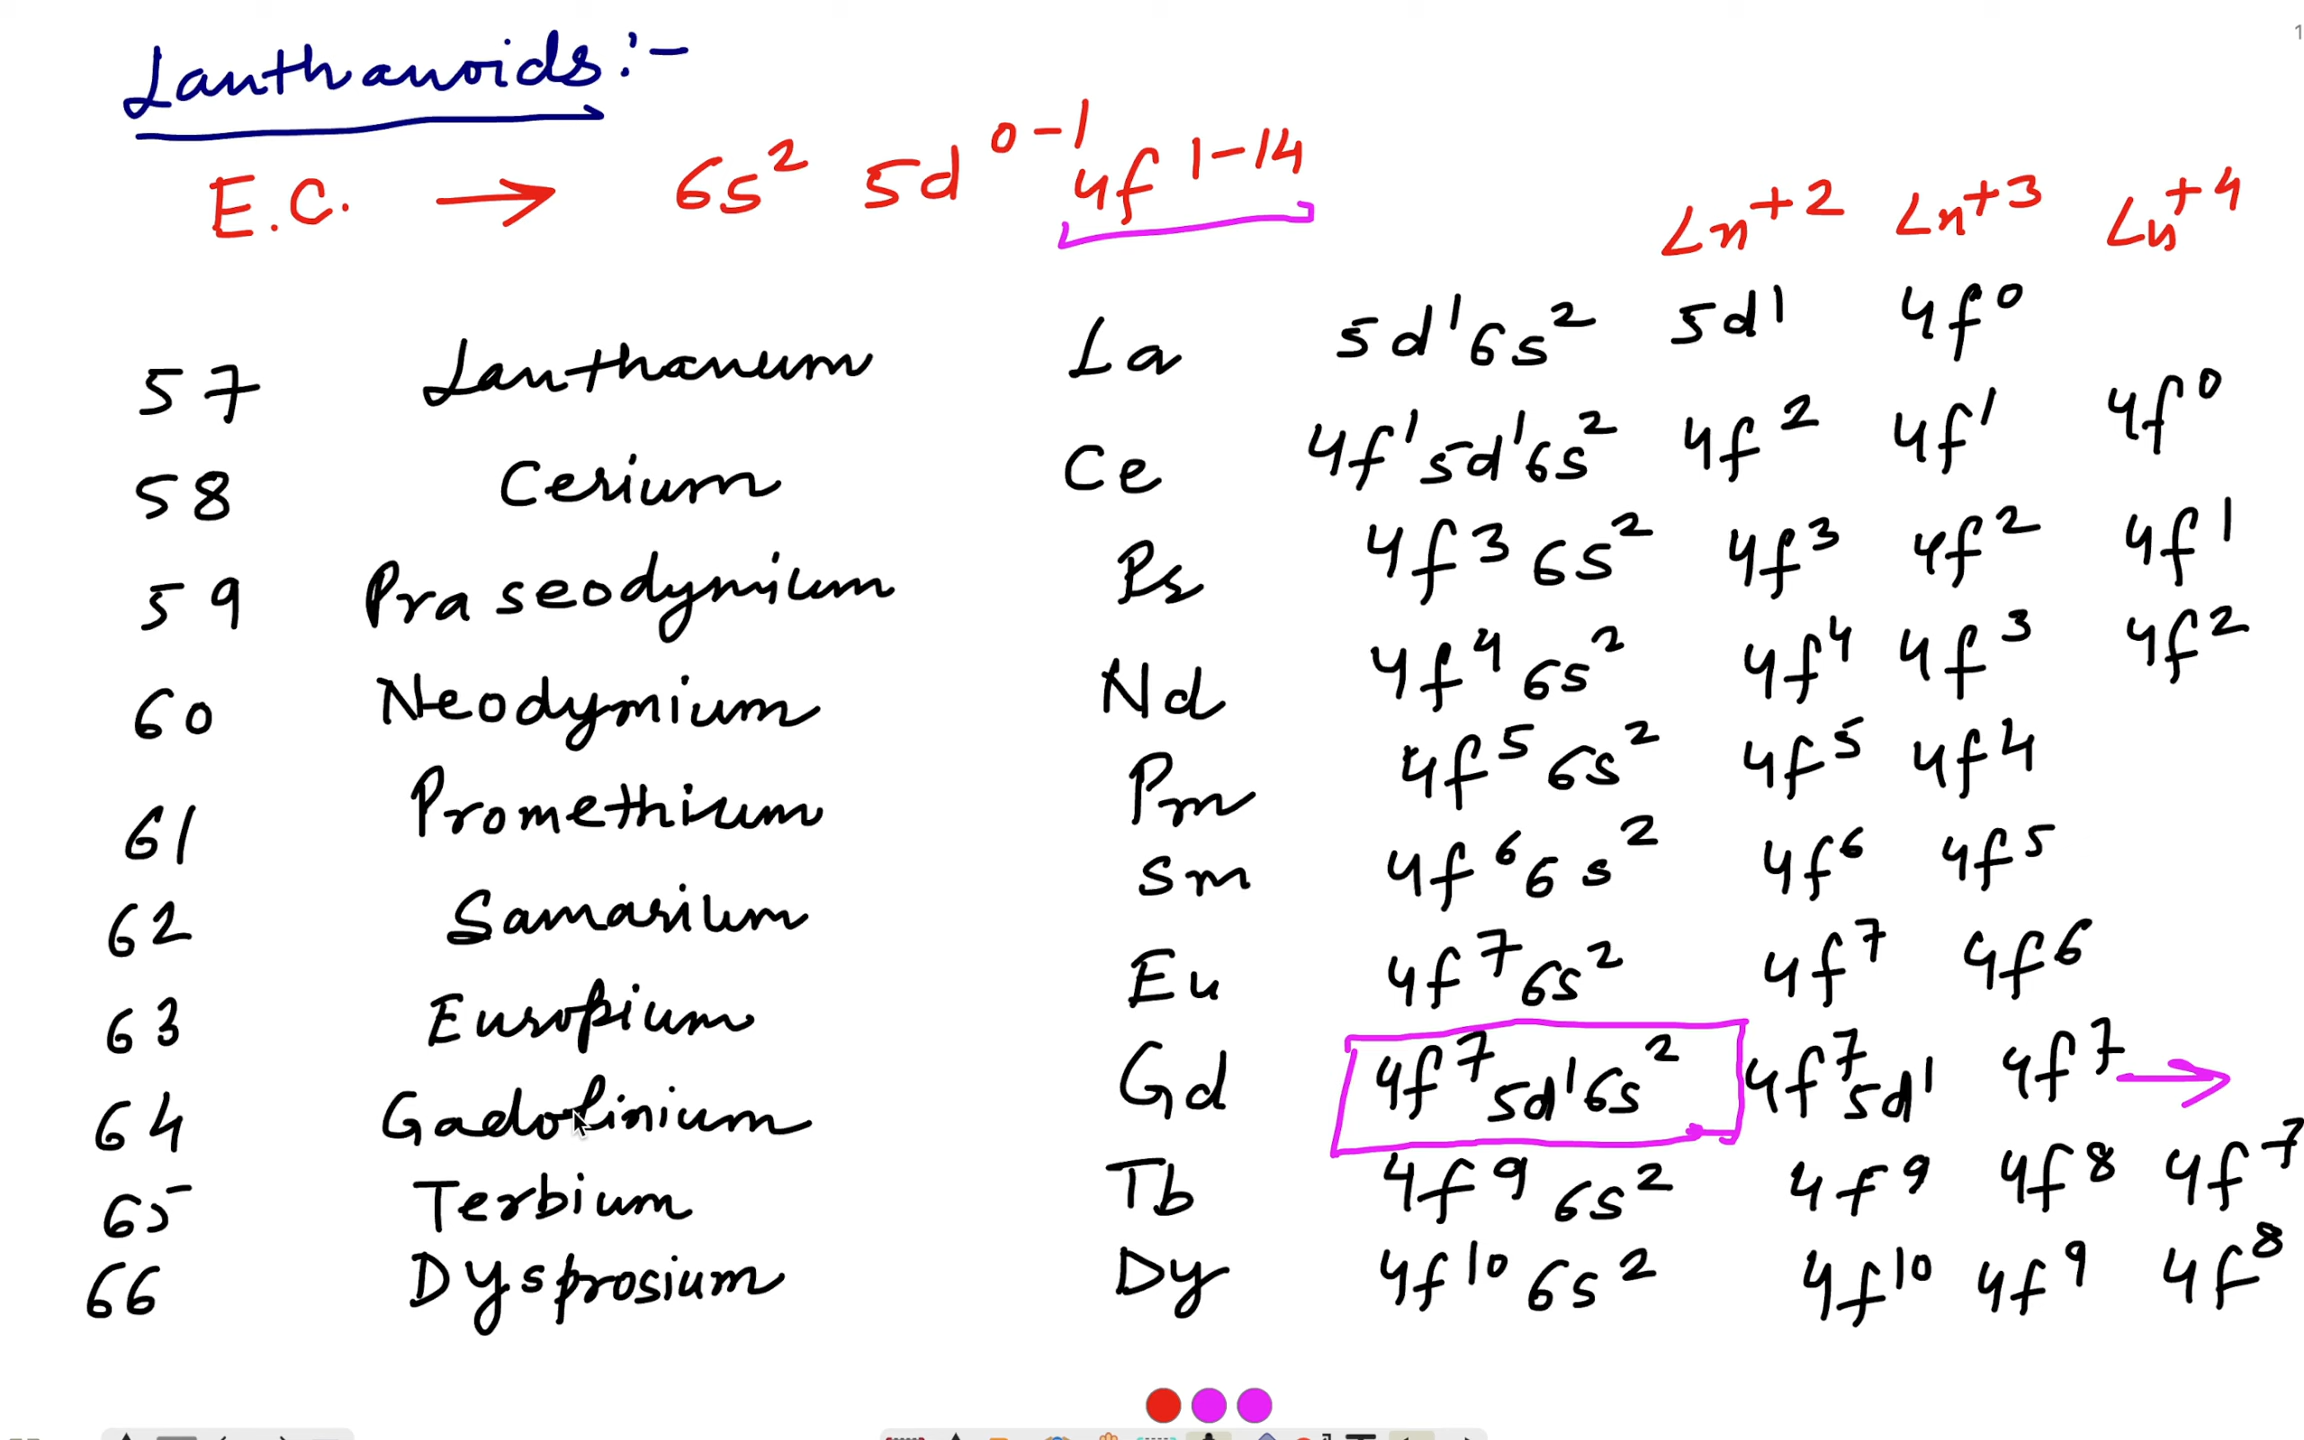 1
Lanthanoids :-
E.C. → 6s² 5d⁰⁻¹ 4f¹⁻¹⁴
Ln⁺² Ln⁺³ Ln⁺⁴
57 Lanthanum La 5d¹6s² 5d¹ 4f⁰
58 Cerium Ce 4f¹5d¹6s² 4f² 4f¹ 4f⁰
59 Praseodymium Pr 4f³6s² 4f³ 4f² 4f¹
60 Neodymium Nd 4f⁴6s² 4f⁴ 4f³ 4f²
61 Promethium Pm 4f⁵6s² 4f⁵ 4f⁴
62 Samarium Sm 4f⁶6s² 4f⁶ 4f⁵
63 Europium Eu 4f⁷6s² 4f⁷ 4f⁶
64 Gadolinium Gd 4f⁷5d¹6s² 4f⁷5d¹ 4f⁷ →
65 Terbium Tb 4f⁹6s² 4f⁹ 4f⁸ 4f⁷
66 Dysprosium Dy 4f¹⁰6s² 4f¹⁰ 4f⁹ 4f⁸